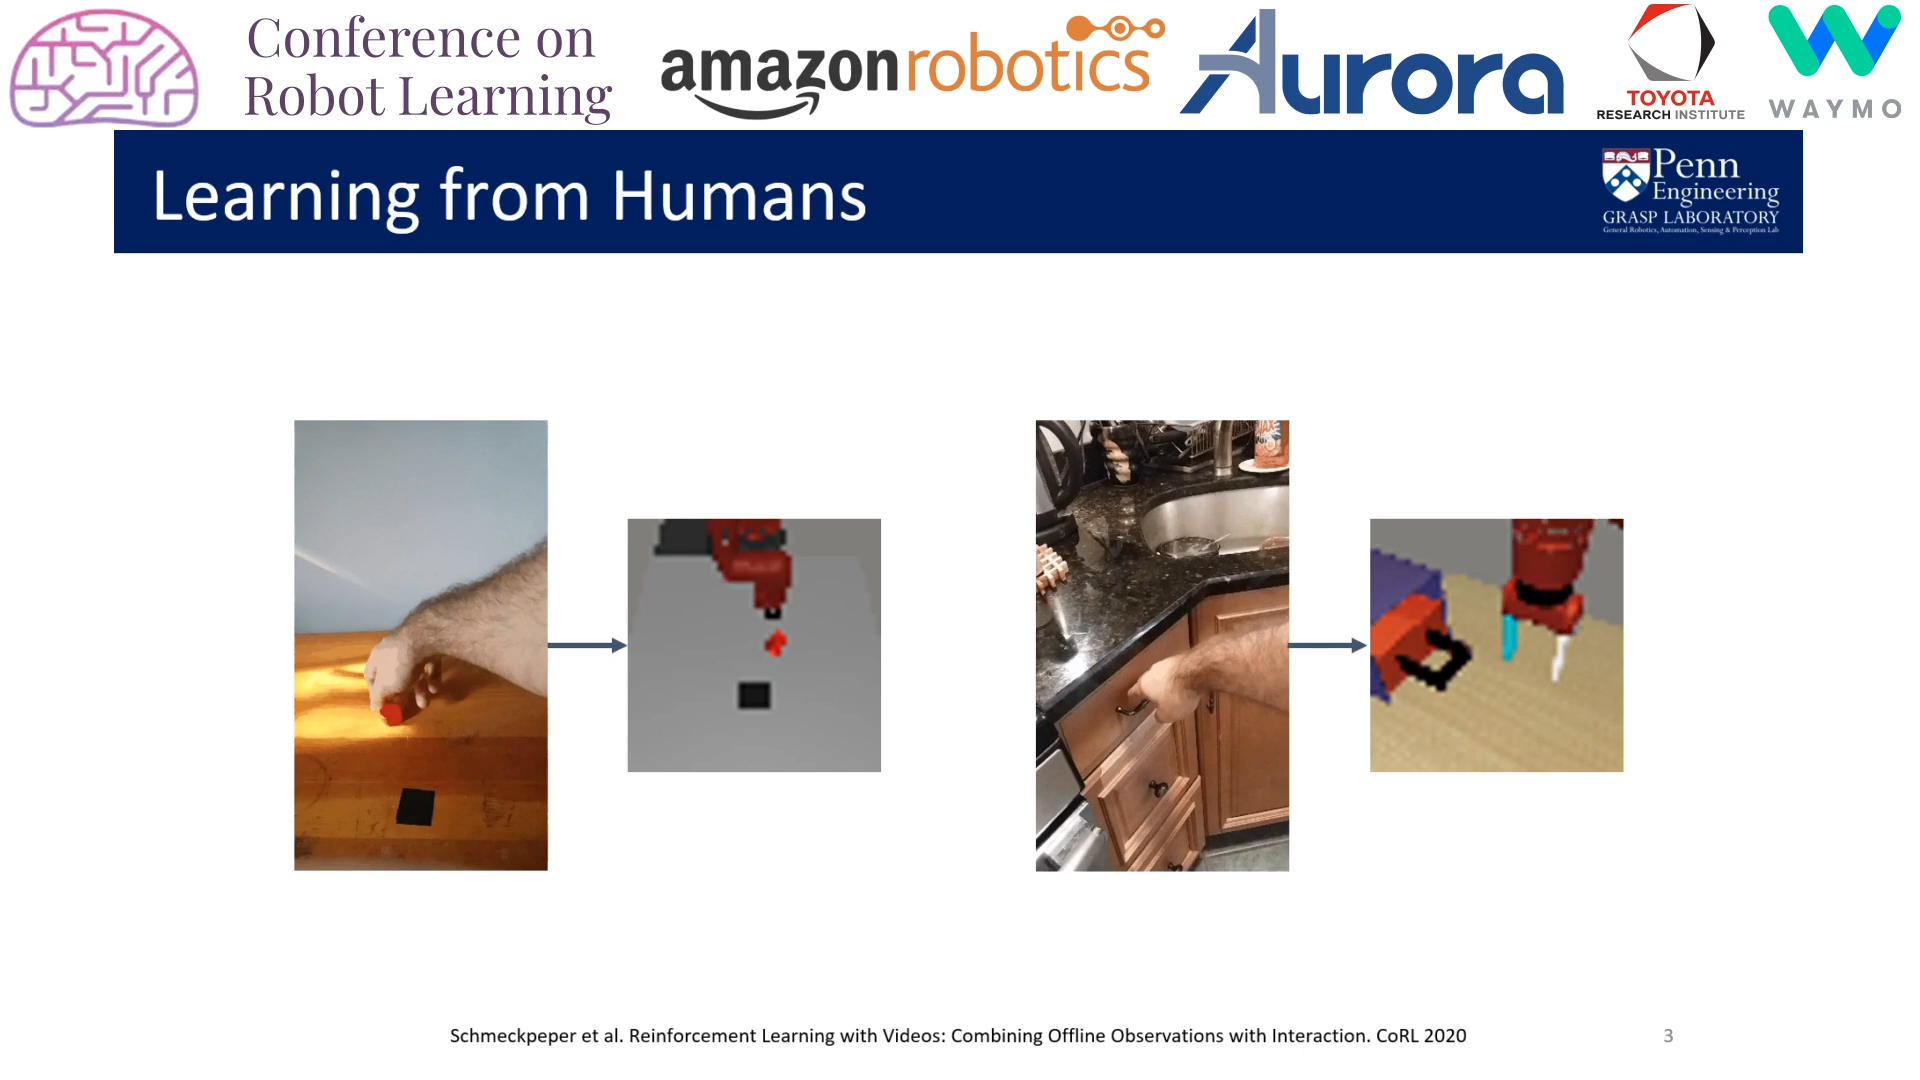 Conference on
Robot Learning
amazon robotics
Aurora
TOYOTA
RESEARCH INSTITUTE
WAYMO
Learning from Humans
Penn
Engineering
GRASP LABORATORY
General Robotics, Automation, Sensing & Perception Lab
Schmeckpeper et al. Reinforcement Learning with Videos: Combining Offline Observations with Interaction. CoRL 2020
3